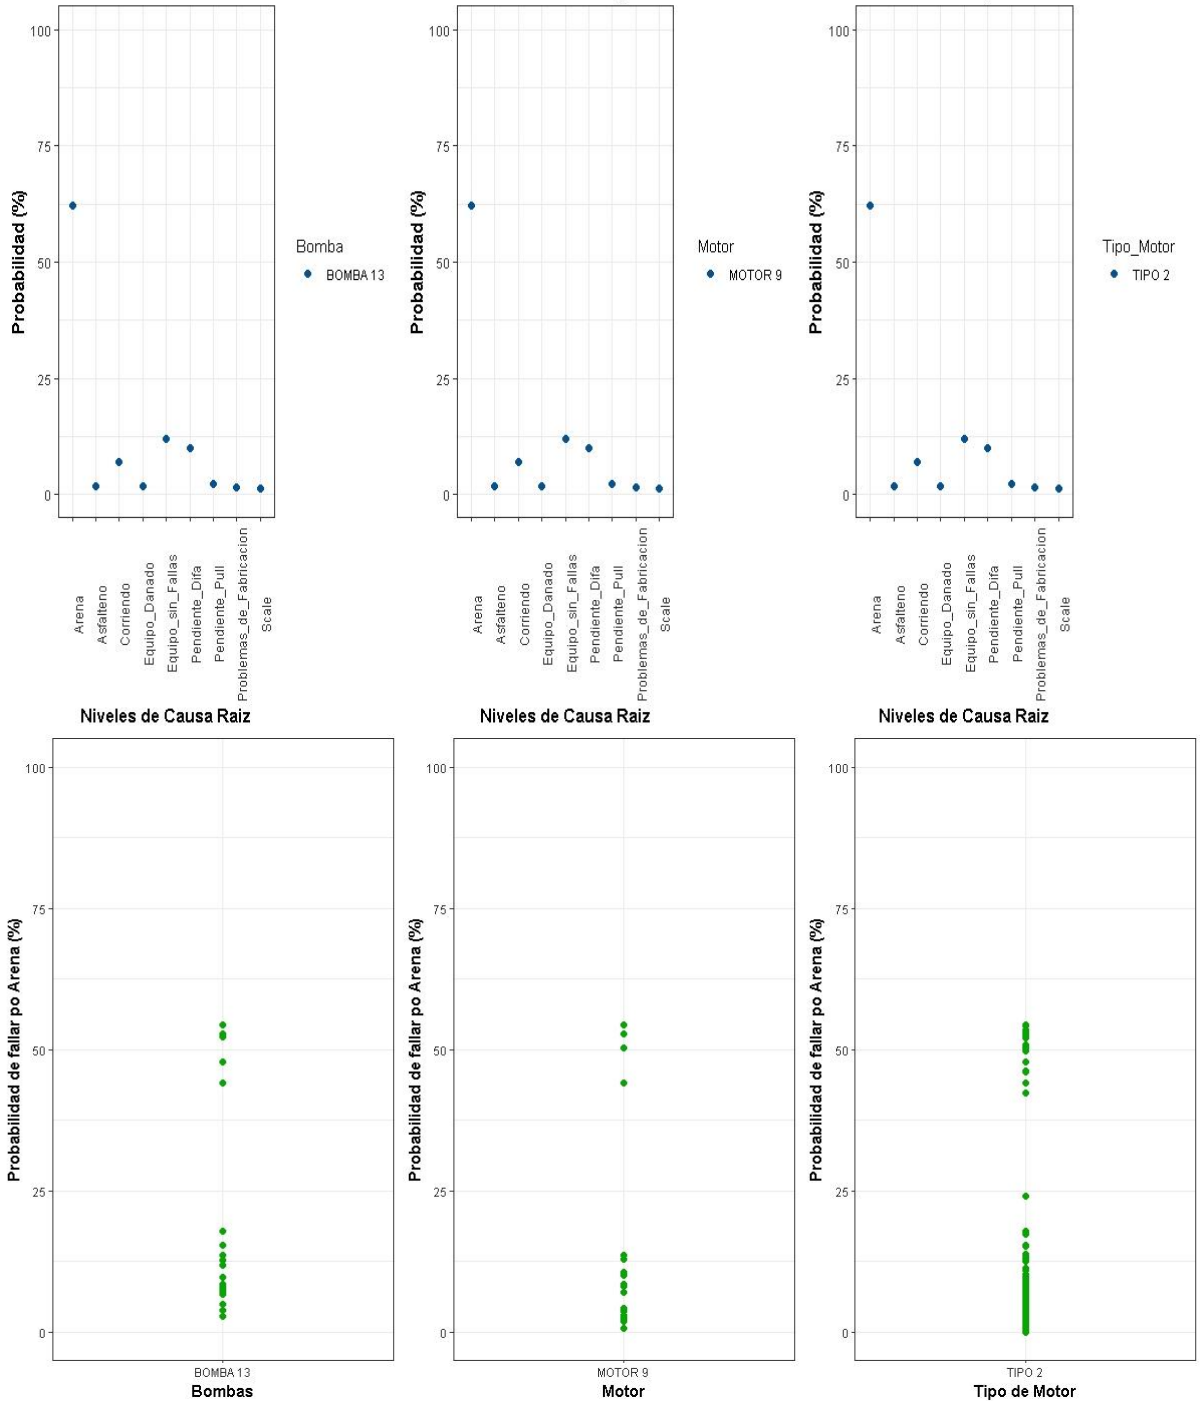 100
75
50
25
0
Probabilidad (%)
Arena
Asfalteno
Corriendo
Equipo_Danado
Equipo_sin_Fallas
Pendiente_Difa
Pendiente_Pull
Problemas_de_Fabricacion
Scale
Niveles de Causa Raiz
Bomba
BOMBA 13
100
75
50
25
0
Probabilidad (%)
Arena
Asfalteno
Corriendo
Equipo_Danado
Equipo_sin_Fallas
Pendiente_Difa
Pendiente_Pull
Problemas_de_Fabricacion
Scale
Niveles de Causa Raiz
Motor
MOTOR 9
100
75
50
25
0
Probabilidad (%)
Arena
Asfalteno
Corriendo
Equipo_Danado
Equipo_sin_Fallas
Pendiente_Difa
Pendiente_Pull
Problemas_de_Fabricacion
Scale
Niveles de Causa Raiz
Tipo_Motor
TIPO 2
100
75
50
25
0
Probabilidad de fallar po Arena (%)
BOMBA 13
Bombas
100
75
50
25
0
Probabilidad de fallar po Arena (%)
MOTOR 9
Motor
100
75
50
25
0
Probabilidad de fallar po Arena (%)
TIPO 2
Tipo de Motor